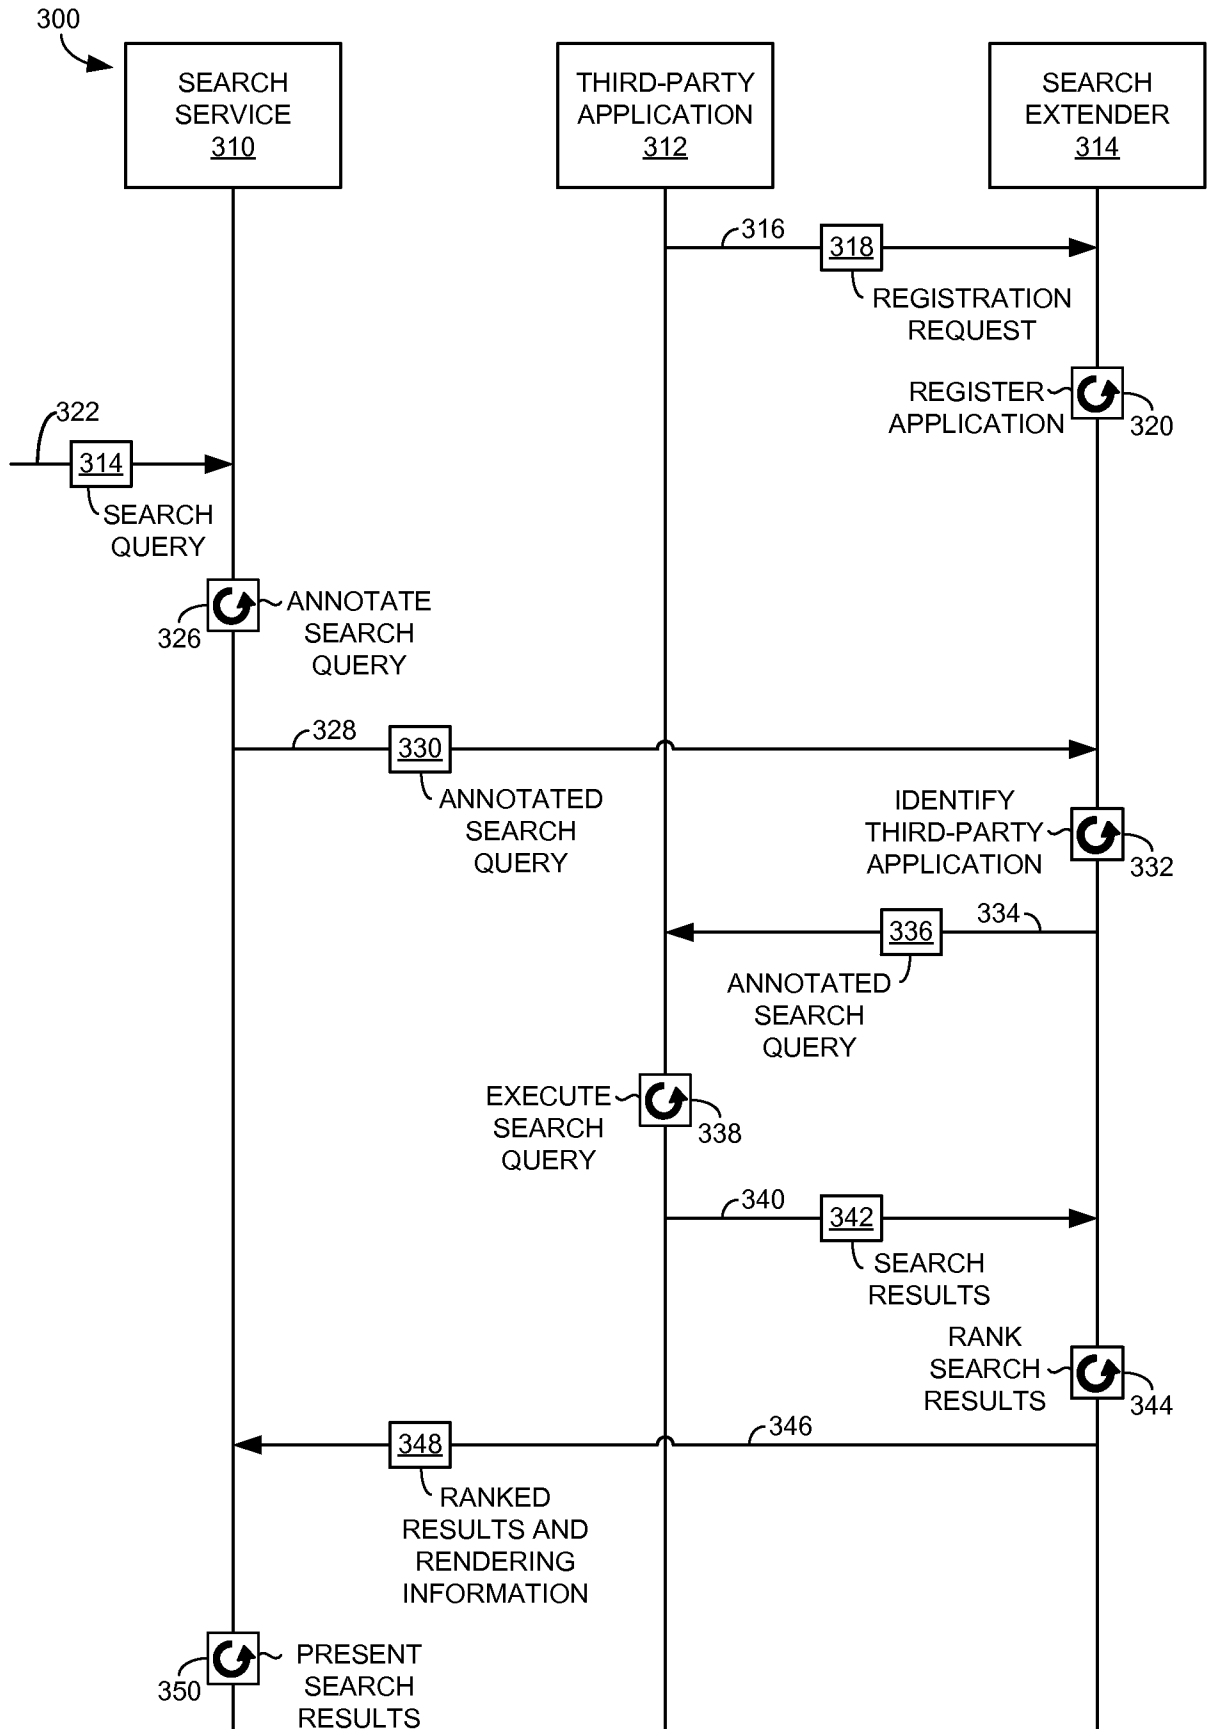 300
SEARCH
SERVICE
310
THIRD-PARTY
APPLICATION
312
SEARCH
EXTENDER
314
316
318
REGISTRATION
REQUEST
REGISTER
APPLICATION
320
322
314
SEARCH
QUERY
326
ANNOTATE
SEARCH
QUERY
328
330
ANNOTATED
SEARCH
QUERY
IDENTIFY
THIRD-PARTY
APPLICATION
332
334
336
ANNOTATED
SEARCH
QUERY
EXECUTE
SEARCH
QUERY
338
340
342
SEARCH
RESULTS
RANK
SEARCH
RESULTS
344
346
348
RANKED
RESULTS AND
RENDERING
INFORMATION
350
PRESENT
SEARCH
RESULTS